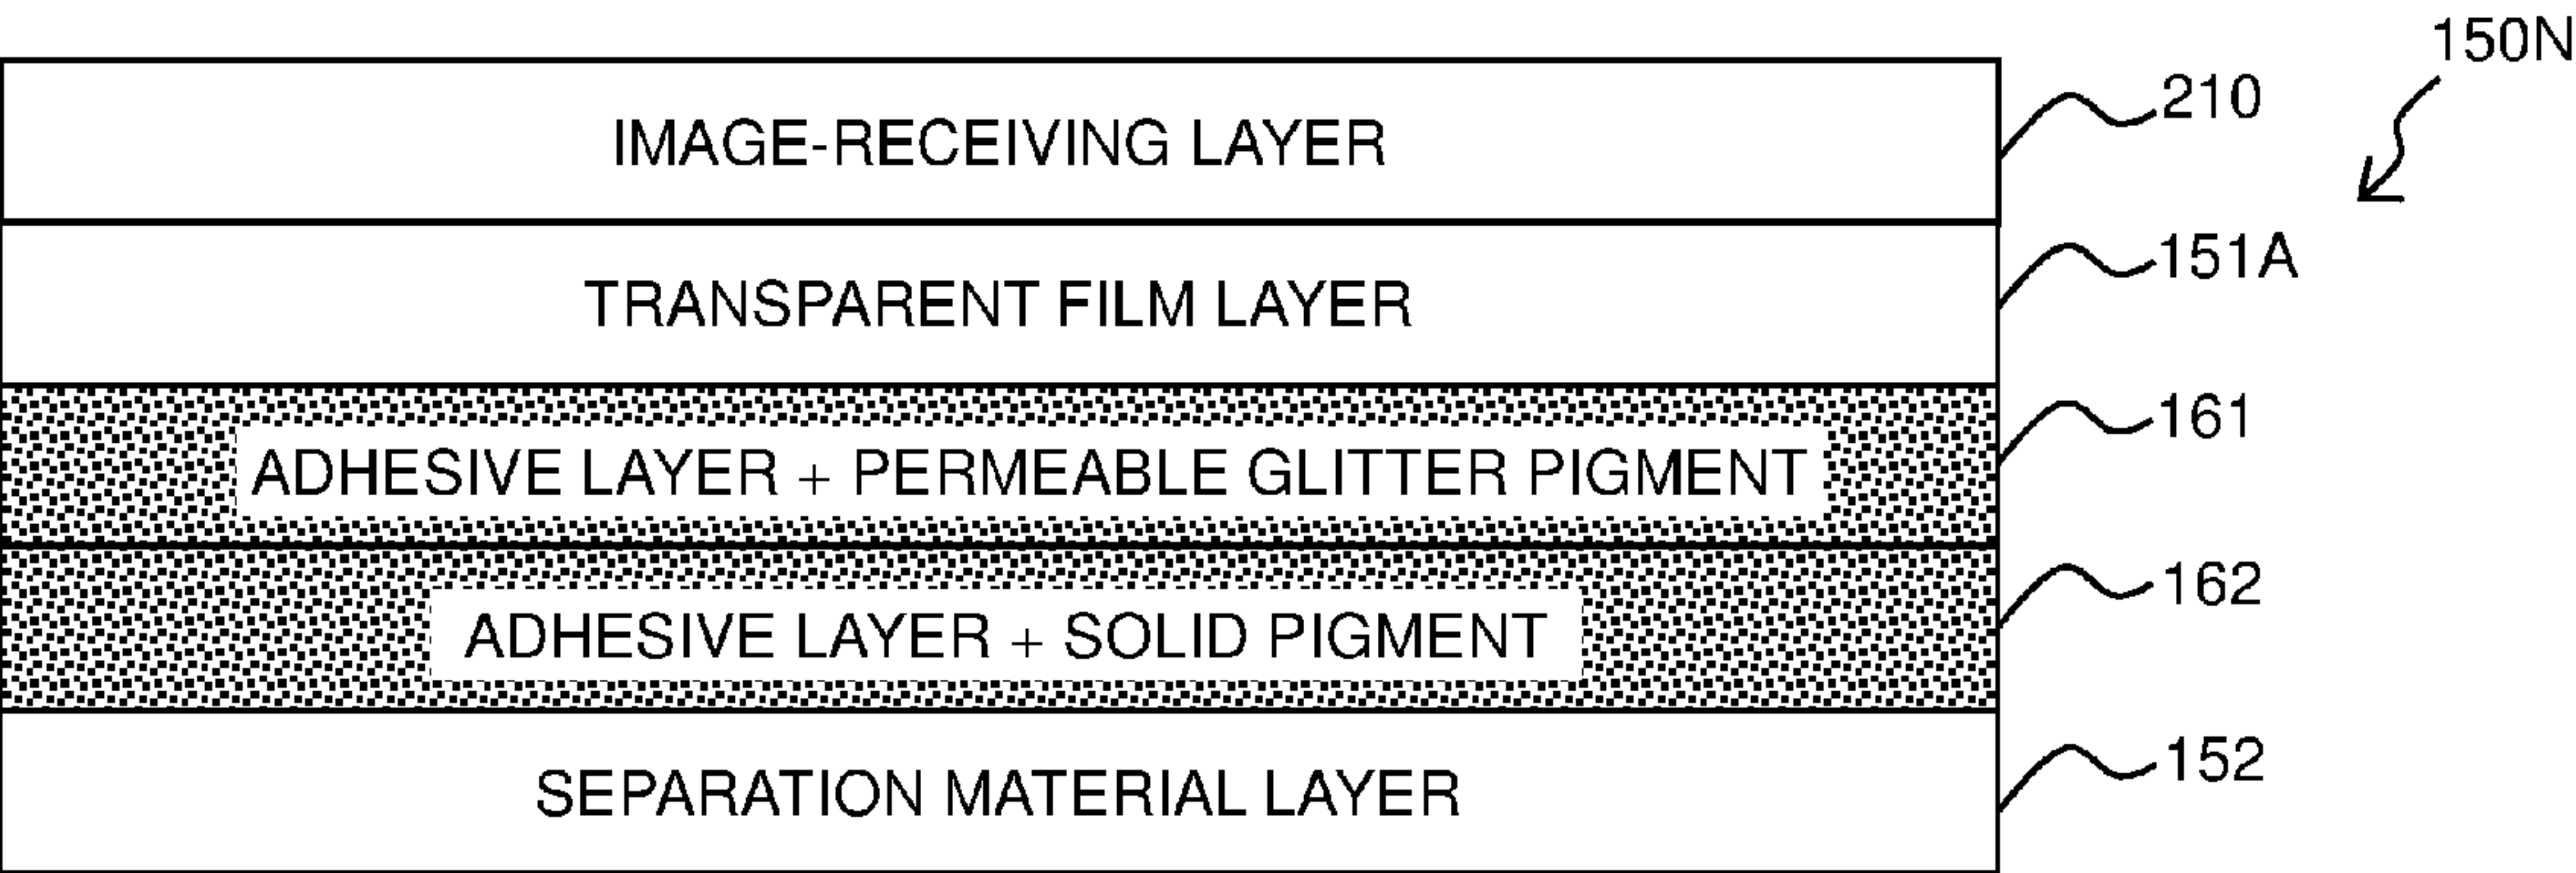 150N
IMAGE-RECEIVING LAYER 210
TRANSPARENT FILM LAYER 151A
ADHESIVE LAYER + PERMEABLE GLITTER PIGMENT 161
ADHESIVE LAYER + SOLID PIGMENT 162
SEPARATION MATERIAL LAYER 152